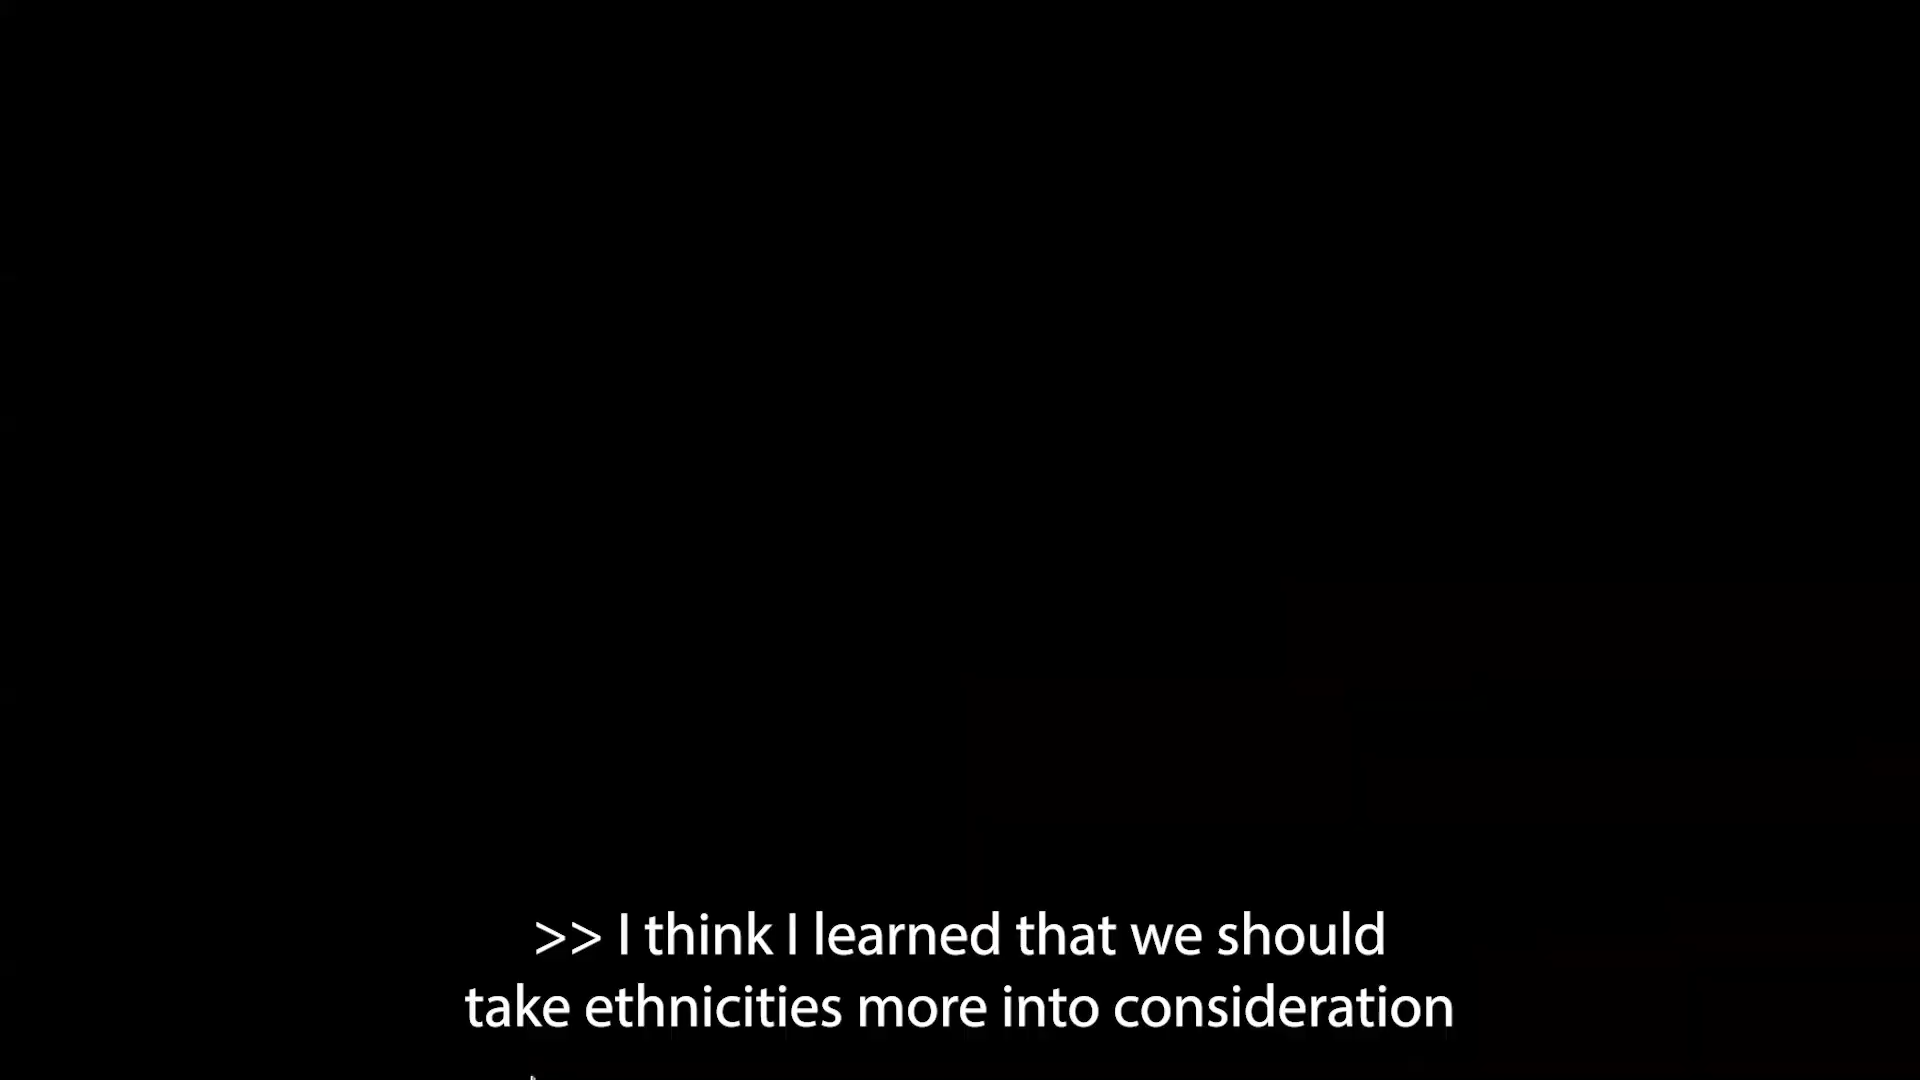 >> I think I learned that we should
take ethnicities more into consideration